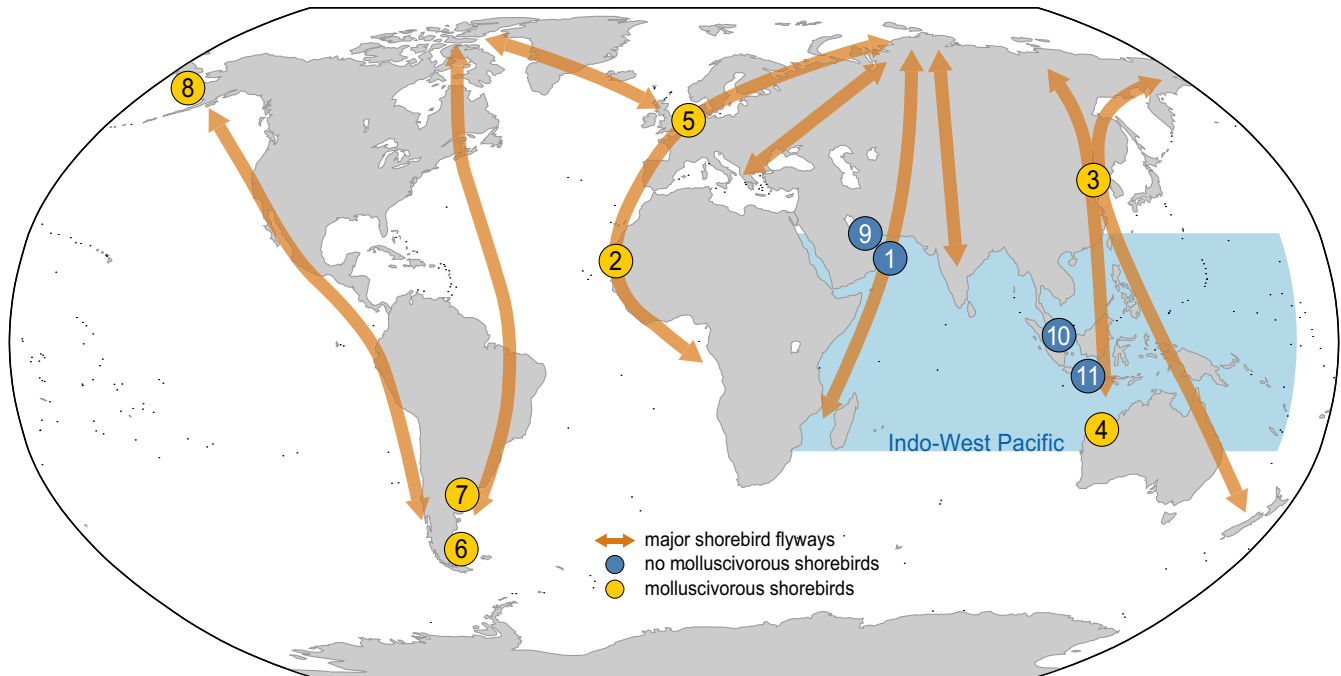 8
5
3
9
2
1
10
11
4
Indo-West Pacific
7
6
major shorebird flyways
no molluscivorous shorebirds
molluscivorous shorebirds